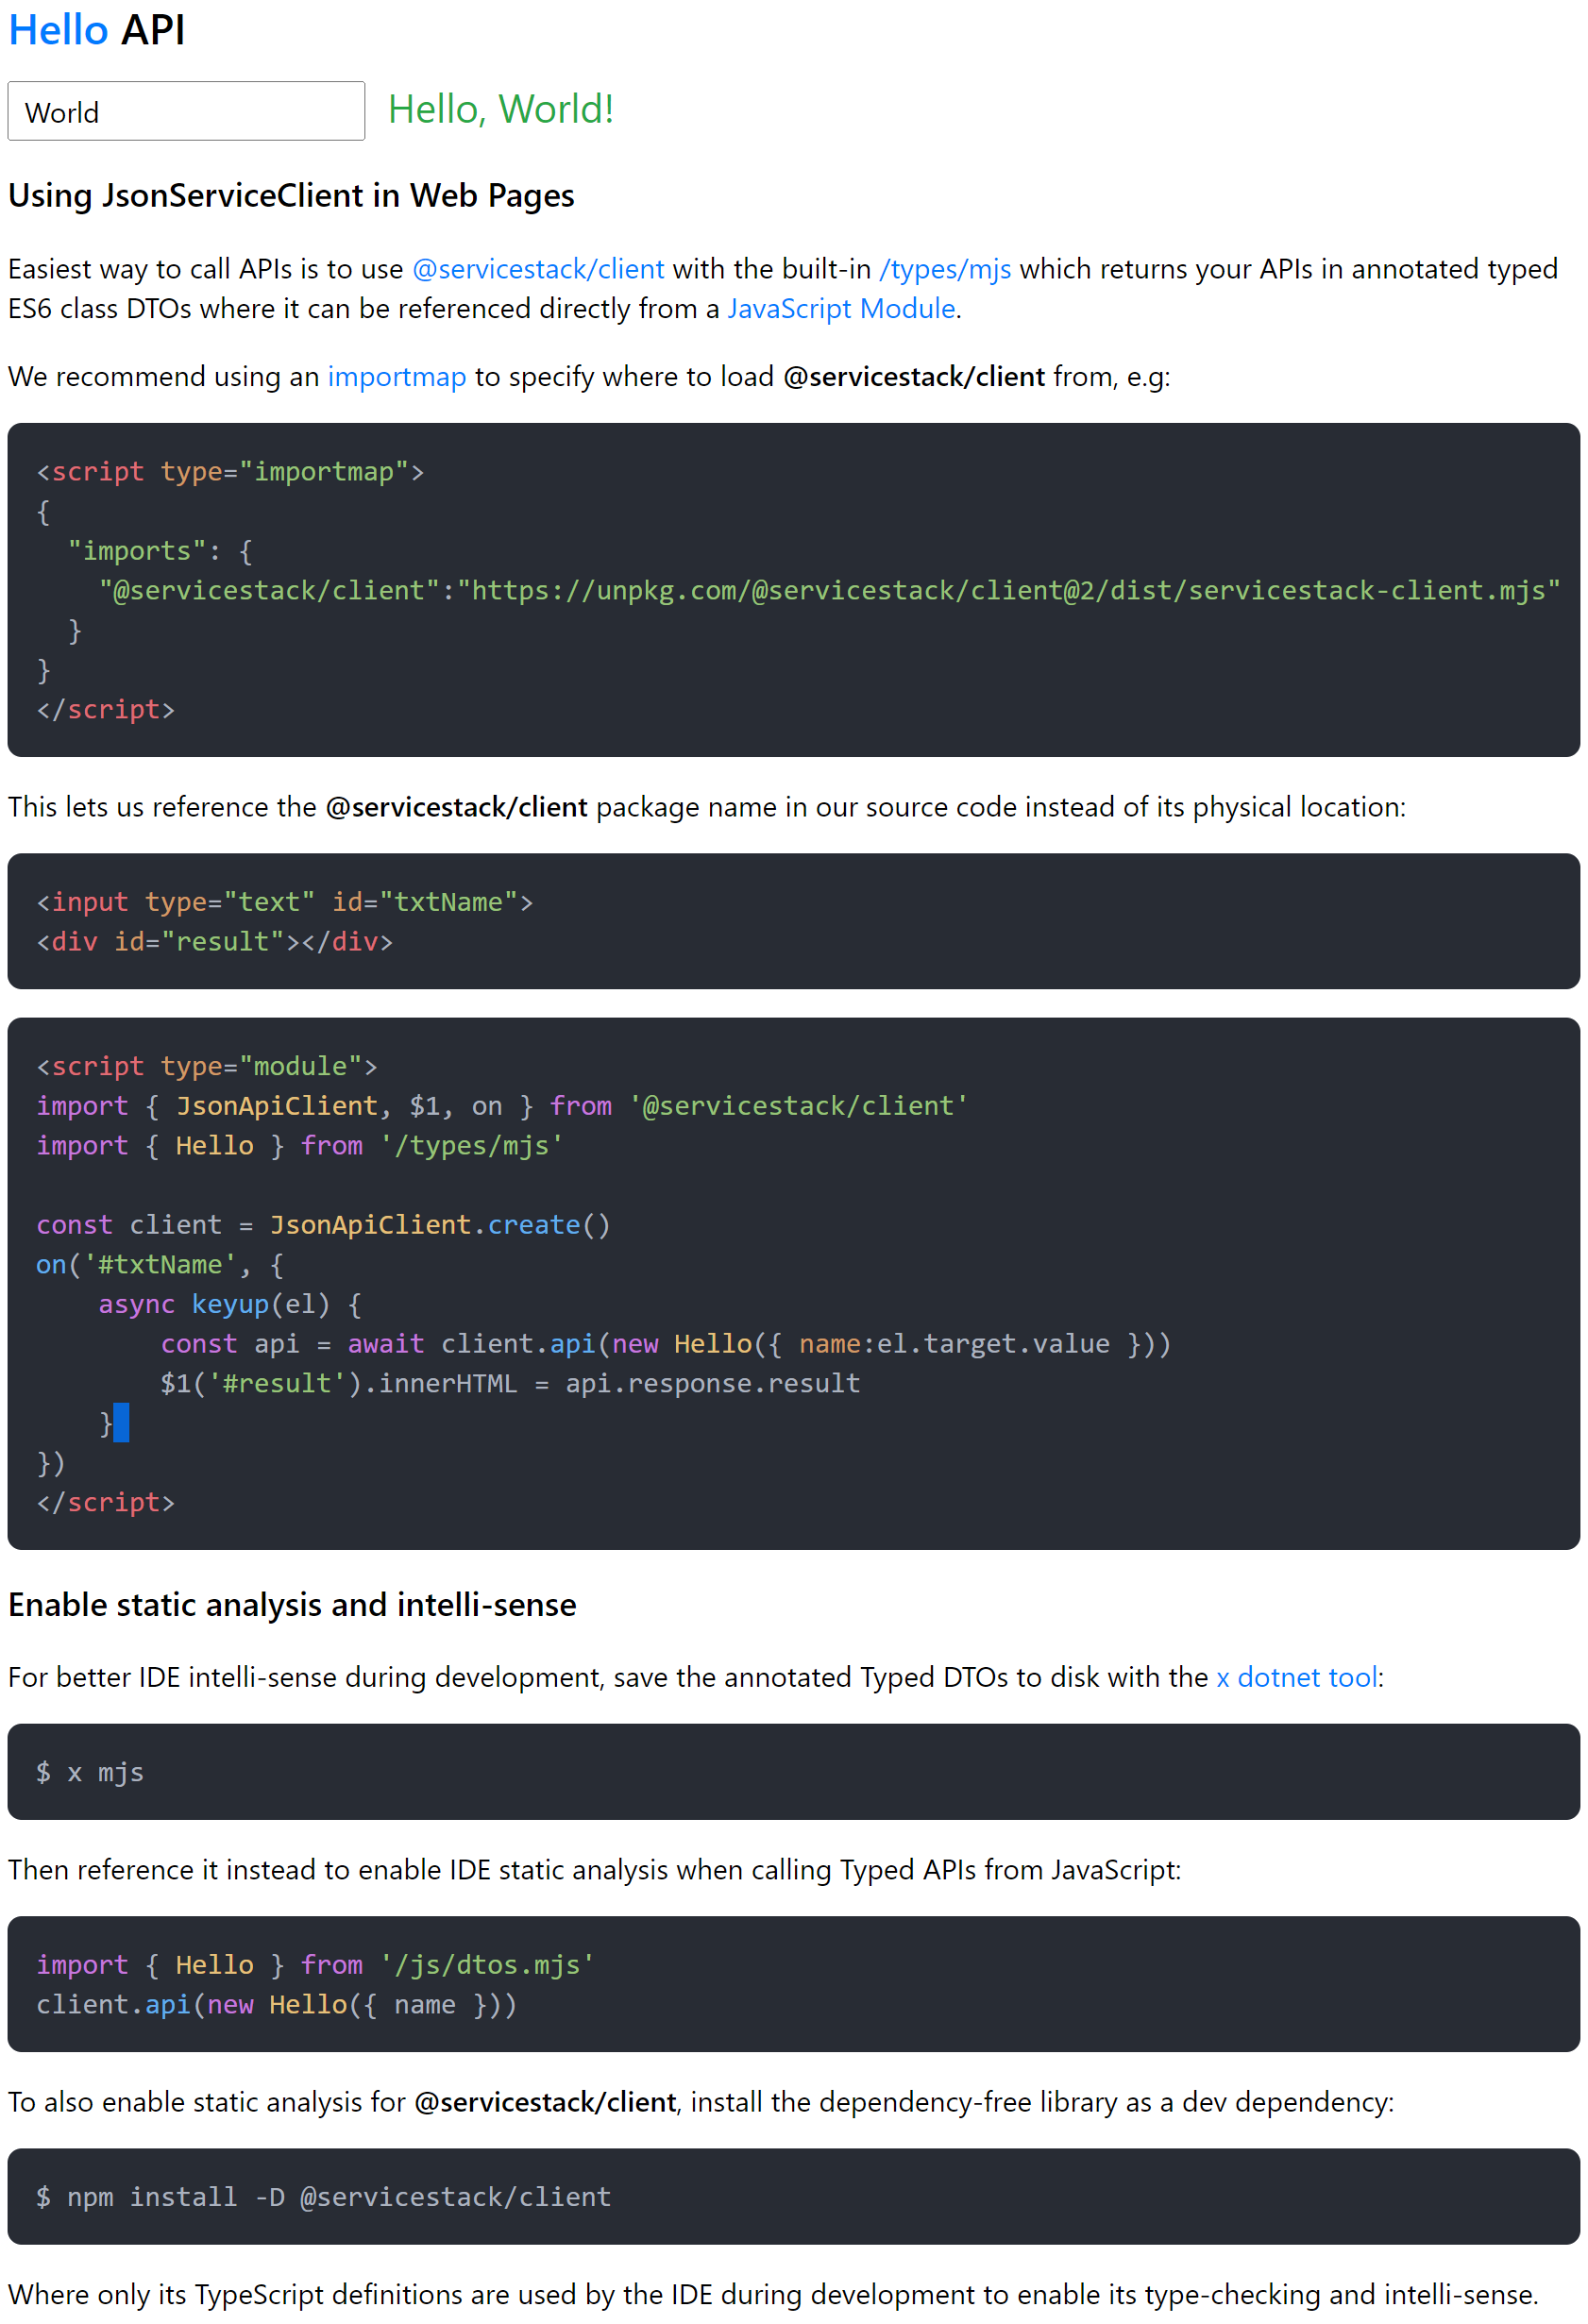 Hello API
World
Hello, World!
Using JsonServiceClient in Web Pages
Easiest way to call APIs is to use @servicestack/client with the built-in /types/mjs which returns your APIs in annotated typed
ES6 class DTOs where it can be referenced directly from a JavaScript Module.
We recommend using an importmap to specify where to load @servicestack/client from, e.g:
<script type="importmap">
{
  "imports": {
    "@servicestack/client":"https://unpkg.com/@servicestack/client@2/dist/servicestack-client.mjs"
  }
}
</script>
This lets us reference the @servicestack/client package name in our source code instead of its physical location:
<input type="text" id="txtName">
<div id="result"></div>
<script type="module">
import { JsonApiClient, $1, on } from '@servicestack/client'
import { Hello } from '/types/mjs'
const client = JsonApiClient.create()
on('#txtName', {
    async keyup(el) {
        const api = await client.api(new Hello({ name:el.target.value }))
        $1('#result').innerHTML = api.response.result
    }
})
</script>
Enable static analysis and intelli-sense
For better IDE intelli-sense during development, save the annotated Typed DTOs to disk with the x dotnet tool:
$ x mjs
Then reference it instead to enable IDE static analysis when calling Typed APIs from JavaScript:
import { Hello } from '/js/dtos.mjs'
client.api(new Hello({ name }))
To also enable static analysis for @servicestack/client, install the dependency-free library as a dev dependency:
$ npm install -D @servicestack/client
Where only its TypeScript definitions are used by the IDE during development to enable its type-checking and intelli-sense.